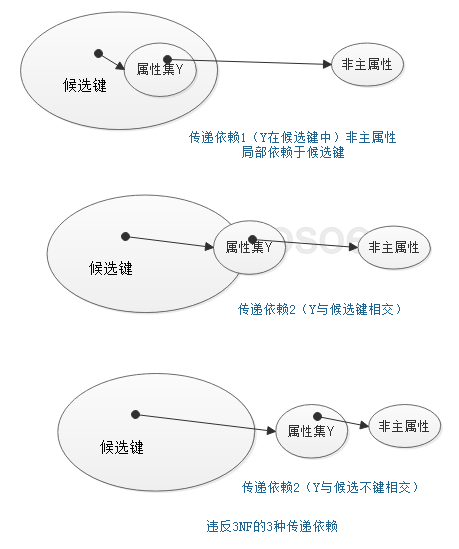 候选键
属性集Y
非主属性
传递依赖1（Y在候选键中）非主属性
局部依赖于候选键
候选键
属性集Y
非主属性
传递依赖2（Y与候选键相交）
候选键
属性集Y
非主属性
传递依赖2（Y与候选不键相交）
违反3NF的3种传递依赖